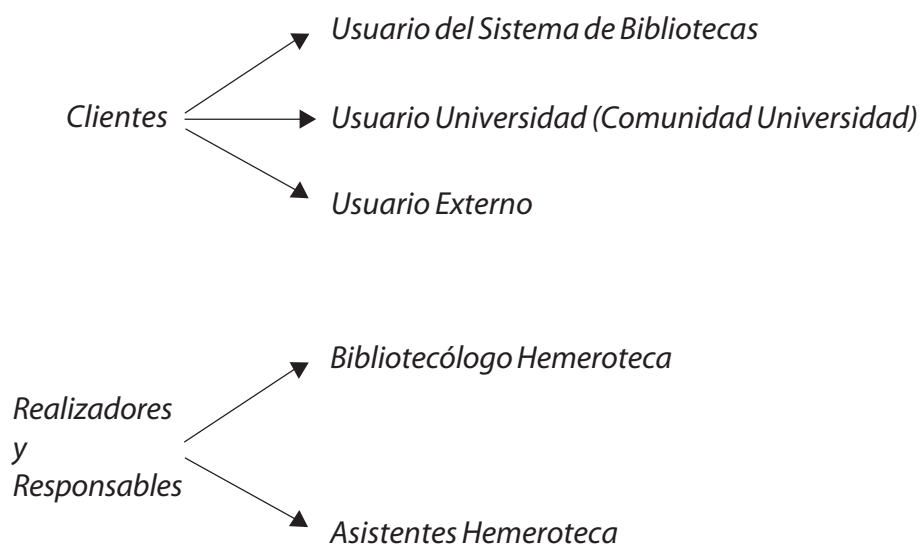 Usuario del Sistema de Bibliotecas
Clientes
Usuario Universidad (Comunidad Universidad)
Usuario Externo
Bibliotecólogo Hemeroteca
Realizadores
y
Responsables
Asistentes Hemeroteca